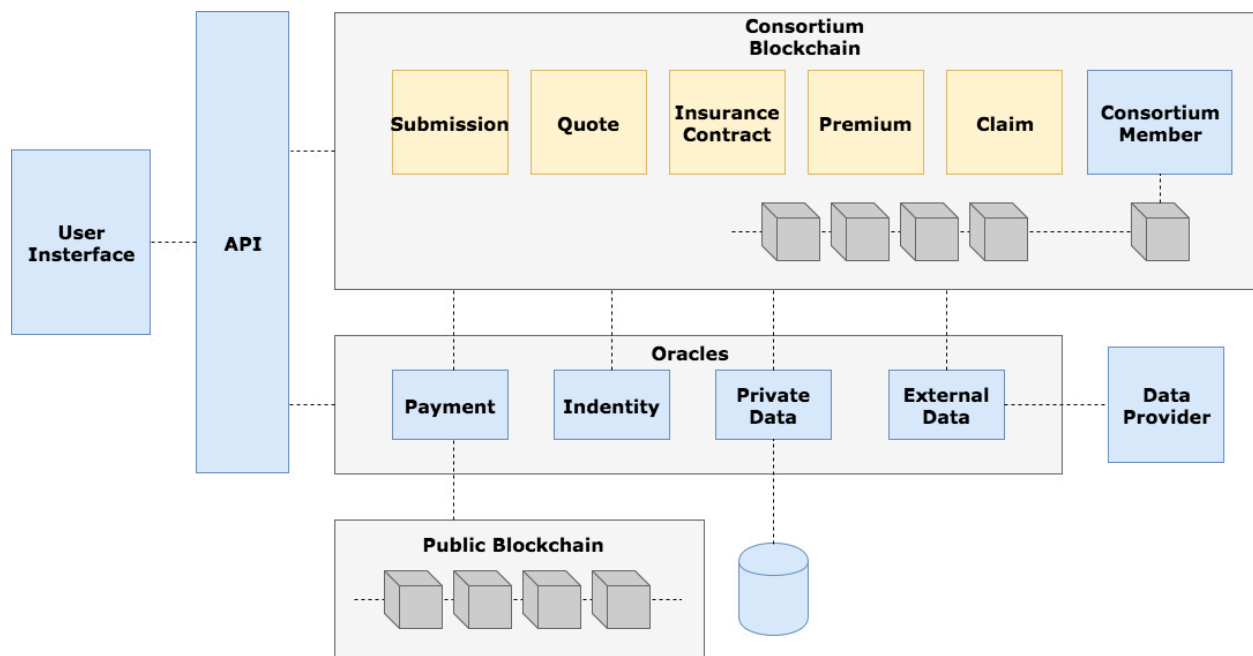 Consortium
Blockchain
Submission
Quote
Insurance
Contract
Premium
Claim
Consortium
Member
User
Insterface
API
Oracles
Payment
Indentity
Private
Data
External
Data
Data
Provider
Public Blockchain